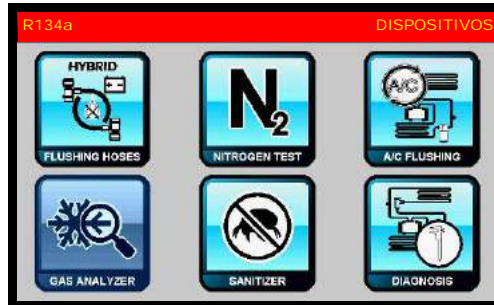 R134a DISPOSITIVOS
HYBRID
FLUSHING HOSES
N2
NITROGEN TEST
A/C
A/C FLUSHING
GAS ANALYZER
SANITIZER
DIAGNOSIS